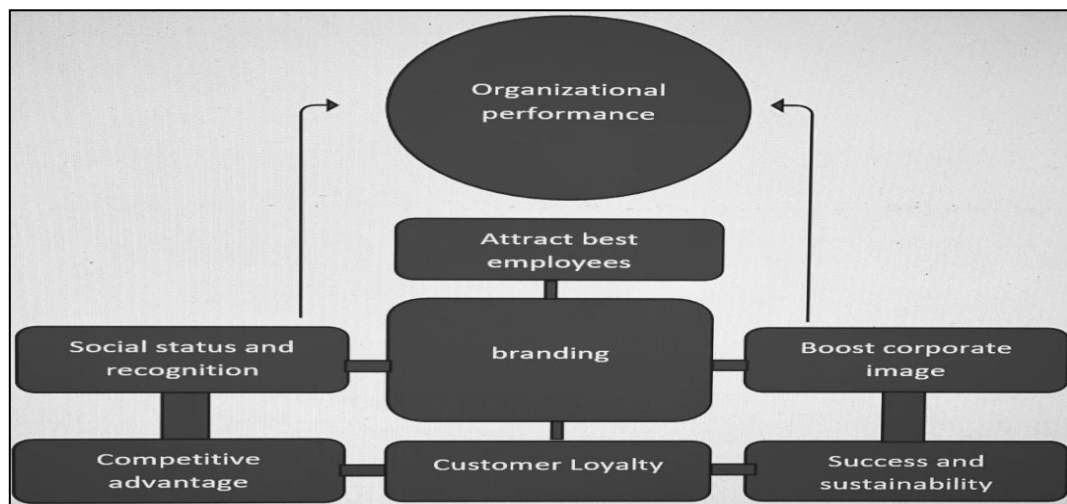 Organizational
performance
Attract best
employees
Social status and
recognition
branding
Boost corporate
image
Competitive
advantage
Customer Loyalty
Success and
sustainability